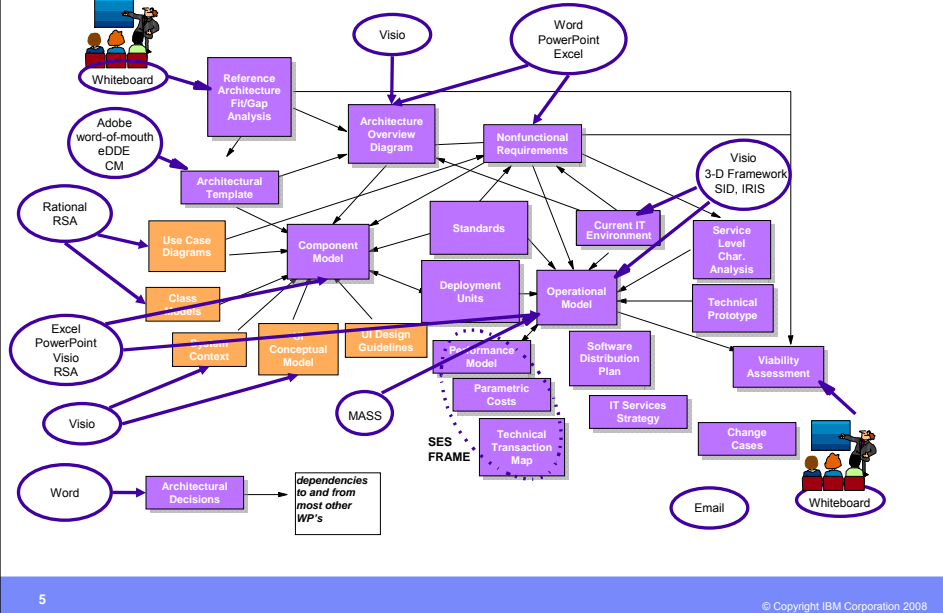 Whiteboard
Visio
Word
PowerPoint
Excel
Reference
Architecture
Fit/Gap
Analysis
Architecture
Overview
Diagram
Nonfunctional
Requirements
Adobe
word-of-mouth
eDDE
CM
Architectural
Template
Visio
3-D Framework
SID, IRIS
Rational
RSA
Use Case
Diagrams
Component
Model
Standards
Current IT
Environment
Service
Level
Char.
Analysis
Class
Models
Deployment
Units
Operational
Model
Technical
Prototype
Excel
PowerPoint
Visio
RSA
System
Context
UI
Conceptual
Model
UI Design
Guidelines
Performance
Model
Software
Distribution
Plan
Viability
Assessment
Visio
MASS
Parametric
Costs
IT Services
Strategy
SES
FRAME
Technical
Transaction
Map
Change
Cases
Word
Architectural
Decisions
dependencies
to and from
most other
WP's
Email
Whiteboard
5
© Copyright IBM Corporation 2008